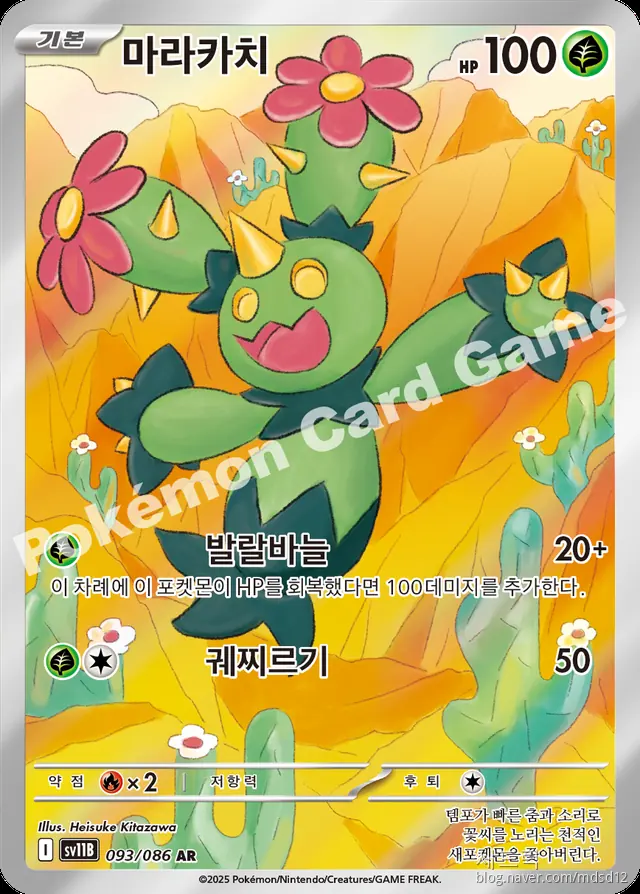 기본 마라카치 HP 100
Pokémon Card Game
발랄바늘 20+
이 차례에 이 포켓몬이 HP를 회복했다면 100데미지를 추가한다.
궤찌르기 50
약점 ×2 저항력 후퇴
Illus. Heisuke Kitazawa
I sv11B 093/086 AR
템포가 빠른 춤과 소리로
꽃씨를 노리는 천적인
새포켓몬을 쫓아버린다.
blog.naver.com/mdsd12
©2025 Pokémon/Nintendo/Creatures/GAME FREAK.